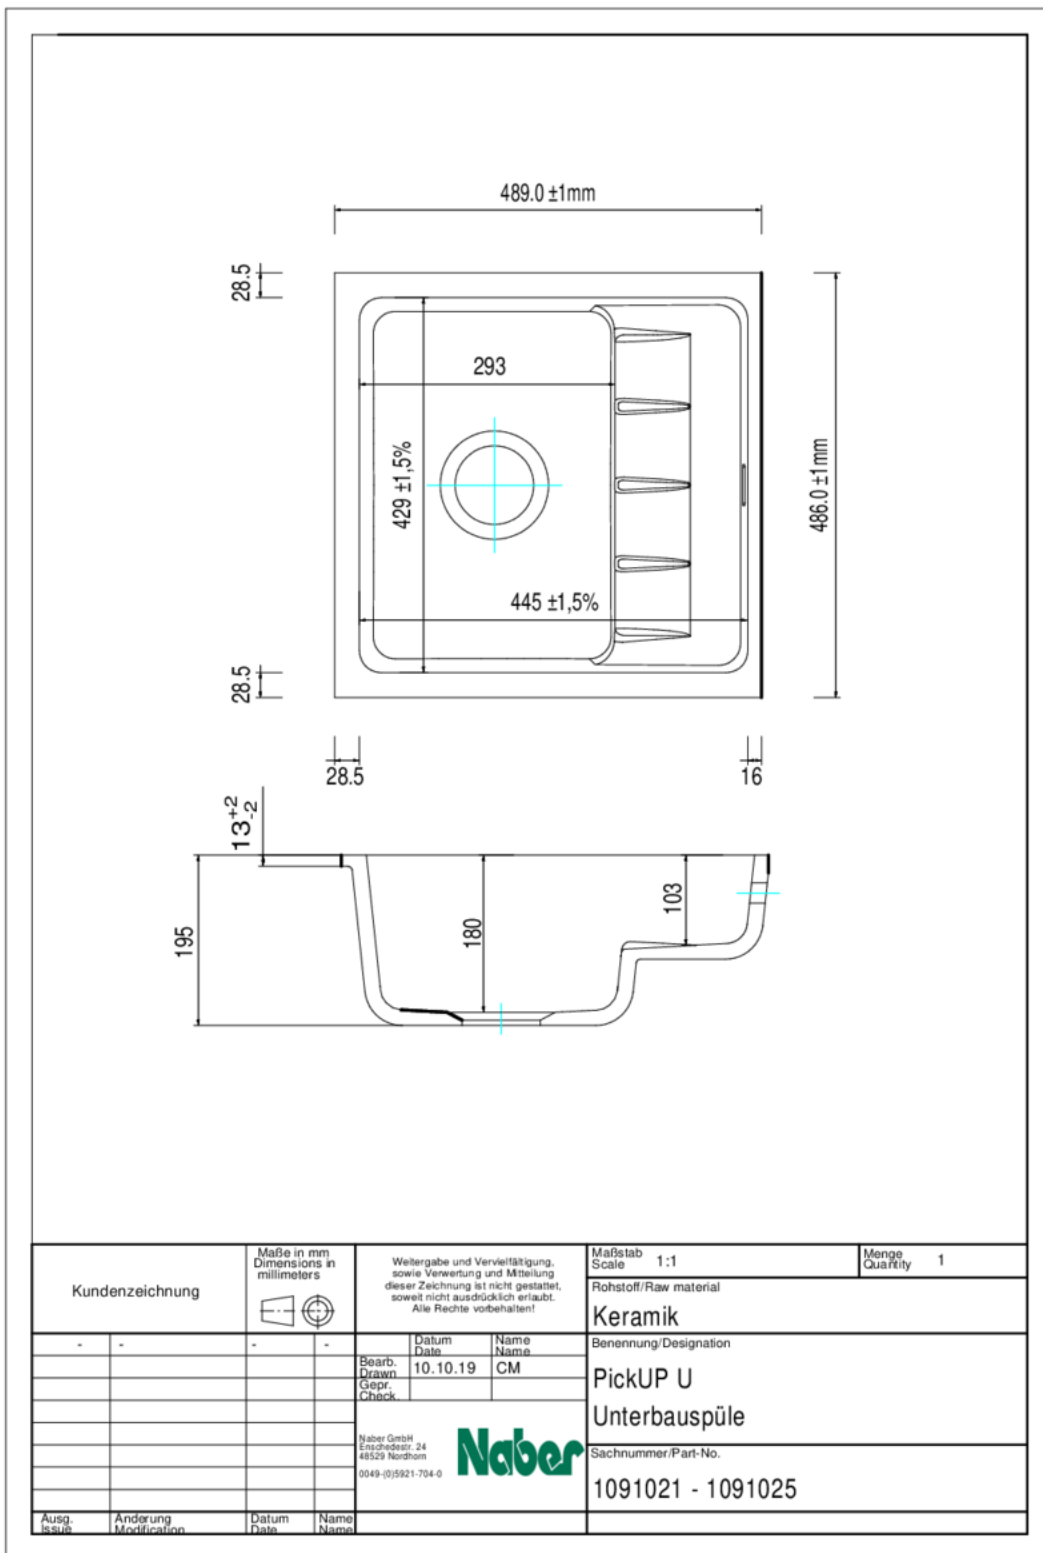 489.0 ±1mm
28.5
293
429 ±1,5%
486.0 ±1mm
445 ±1,5%
28.5
28.5
16
13 +2 -2
195
180
103
Kundenzeichnung
Maße in mm
Dimensions in
millimeters
Weitergabe und Vervielfältigung,
sowie Verwertung und Mitteilung
dieser Zeichnung ist nicht gestattet,
soweit nicht ausdrücklich erlaubt.
Alle Rechte vorbehalten!
Maßstab
Scale 1:1
Menge
Quantity 1
Rohstoff/Raw material
Keramik
- - - -
Datum Name
Date Name
Bearb.
Drawn 10.10.19 CM
Gepr.
Check.
Benennung/Designation
PickUP U
Unterbauspüle
Naber GmbH
Enschedestr. 24
48529 Nordhorn
0049-(0)5921-704-0
Naber
Sachnummer/Part-No.
1091021 - 1091025
Ausg. Änderung Datum Name
Issue Modification Date Name